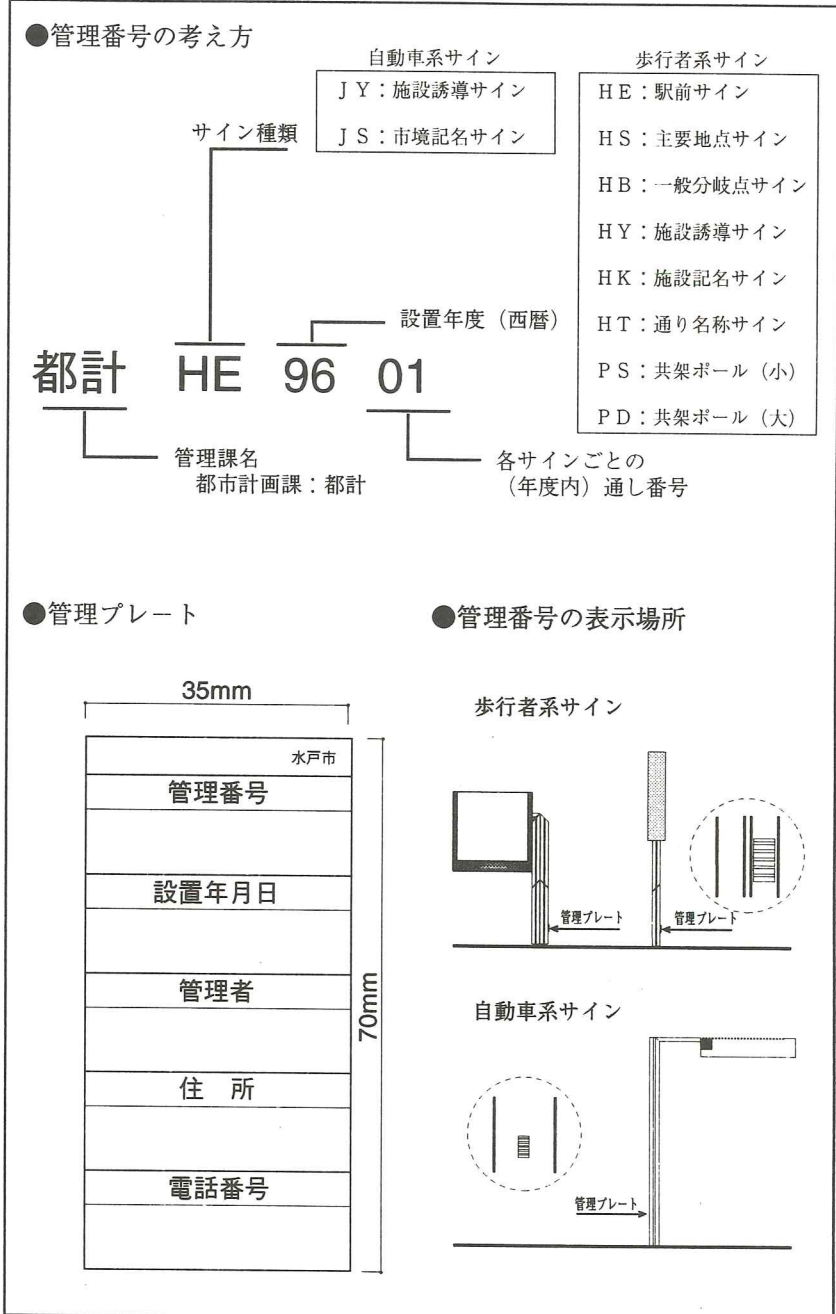 ●管理番号の考え方
自動車系サイン
ＪＹ：施設誘導サイン
ＪＳ：市境記名サイン
歩行者系サイン
ＨＥ：駅前サイン
ＨＳ：主要地点サイン
ＨＢ：一般分岐点サイン
ＨＹ：施設誘導サイン
ＨＫ：施設記名サイン
ＨＴ：通り名称サイン
ＰＳ：共架ポール（小）
ＰＤ：共架ポール（大）
サイン種類
設置年度（西暦）
都計 HE 96 01
管理課名
都市計画課：都計
各サインごとの
（年度内）通し番号
●管理プレート
35mm
水戸市
管理番号
設置年月日
管理者
住 所
電話番号
70mm
●管理番号の表示場所
歩行者系サイン
管理プレート
管理プレート
自動車系サイン
管理プレート